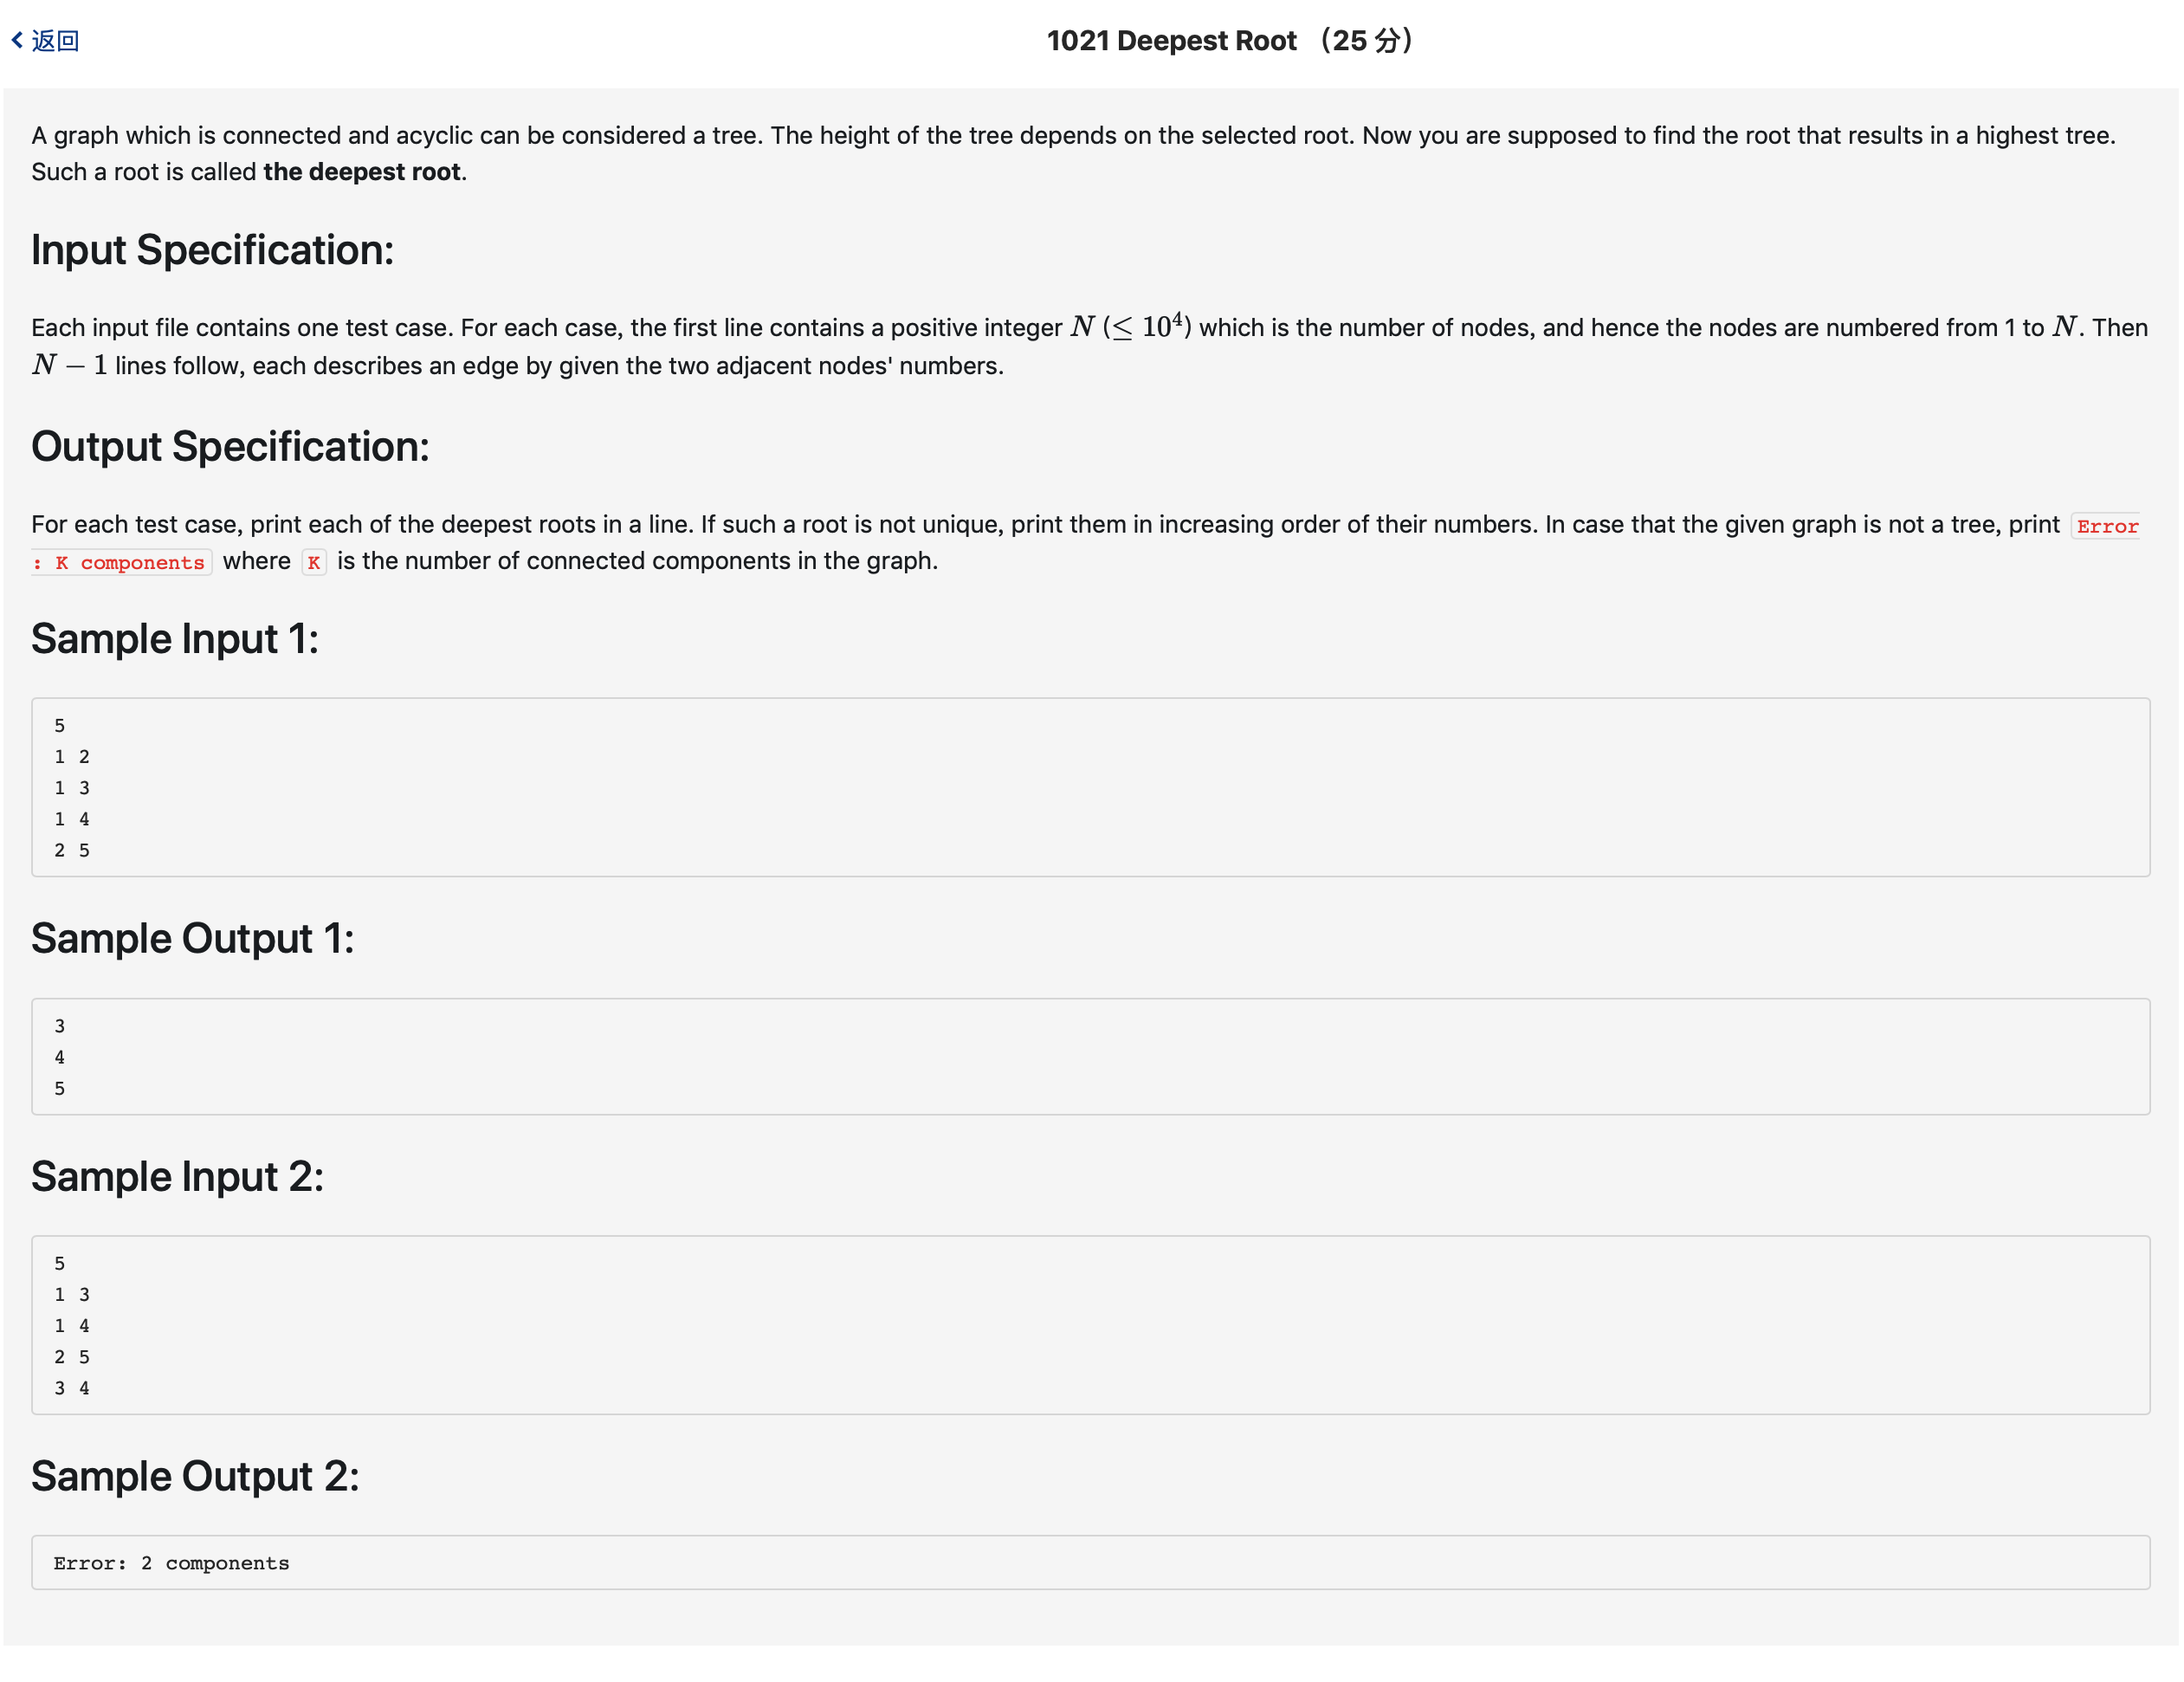 返回
1021 Deepest Root （25 分）
A graph which is connected and acyclic can be considered a tree. The height of the tree depends on the selected root. Now you are supposed to find the root that results in a highest tree.
Such a root is called the deepest root.
Input Specification:
Each input file contains one test case. For each case, the first line contains a positive integer N (≤ 10⁴) which is the number of nodes, and hence the nodes are numbered from 1 to N. Then
N − 1 lines follow, each describes an edge by given the two adjacent nodes' numbers.
Output Specification:
For each test case, print each of the deepest roots in a line. If such a root is not unique, print them in increasing order of their numbers. In case that the given graph is not a tree, print Error
: K components where K is the number of connected components in the graph.
Sample Input 1:
5
1 2
1 3
1 4
2 5
Sample Output 1:
3
4
5
Sample Input 2:
5
1 3
1 4
2 5
3 4
Sample Output 2:
Error: 2 components